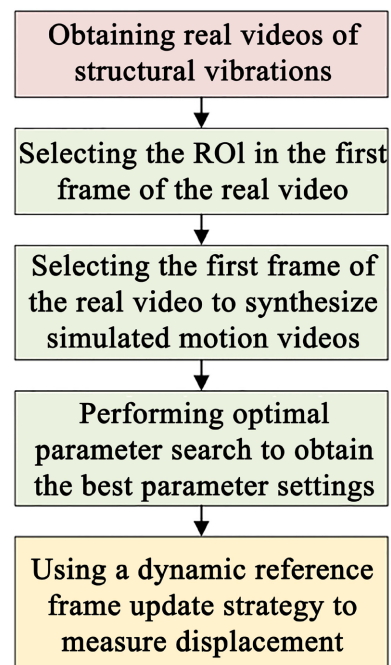 Obtaining real videos of
structural vibrations
Selecting the ROl in the first
frame of the real video
Selecting the first frame of
the real video to synthesize
simulated motion videos
Performing optimal
parameter search to obtain
the best parameter settings
Using a dynamic reference
frame update strategy to
measure displacement